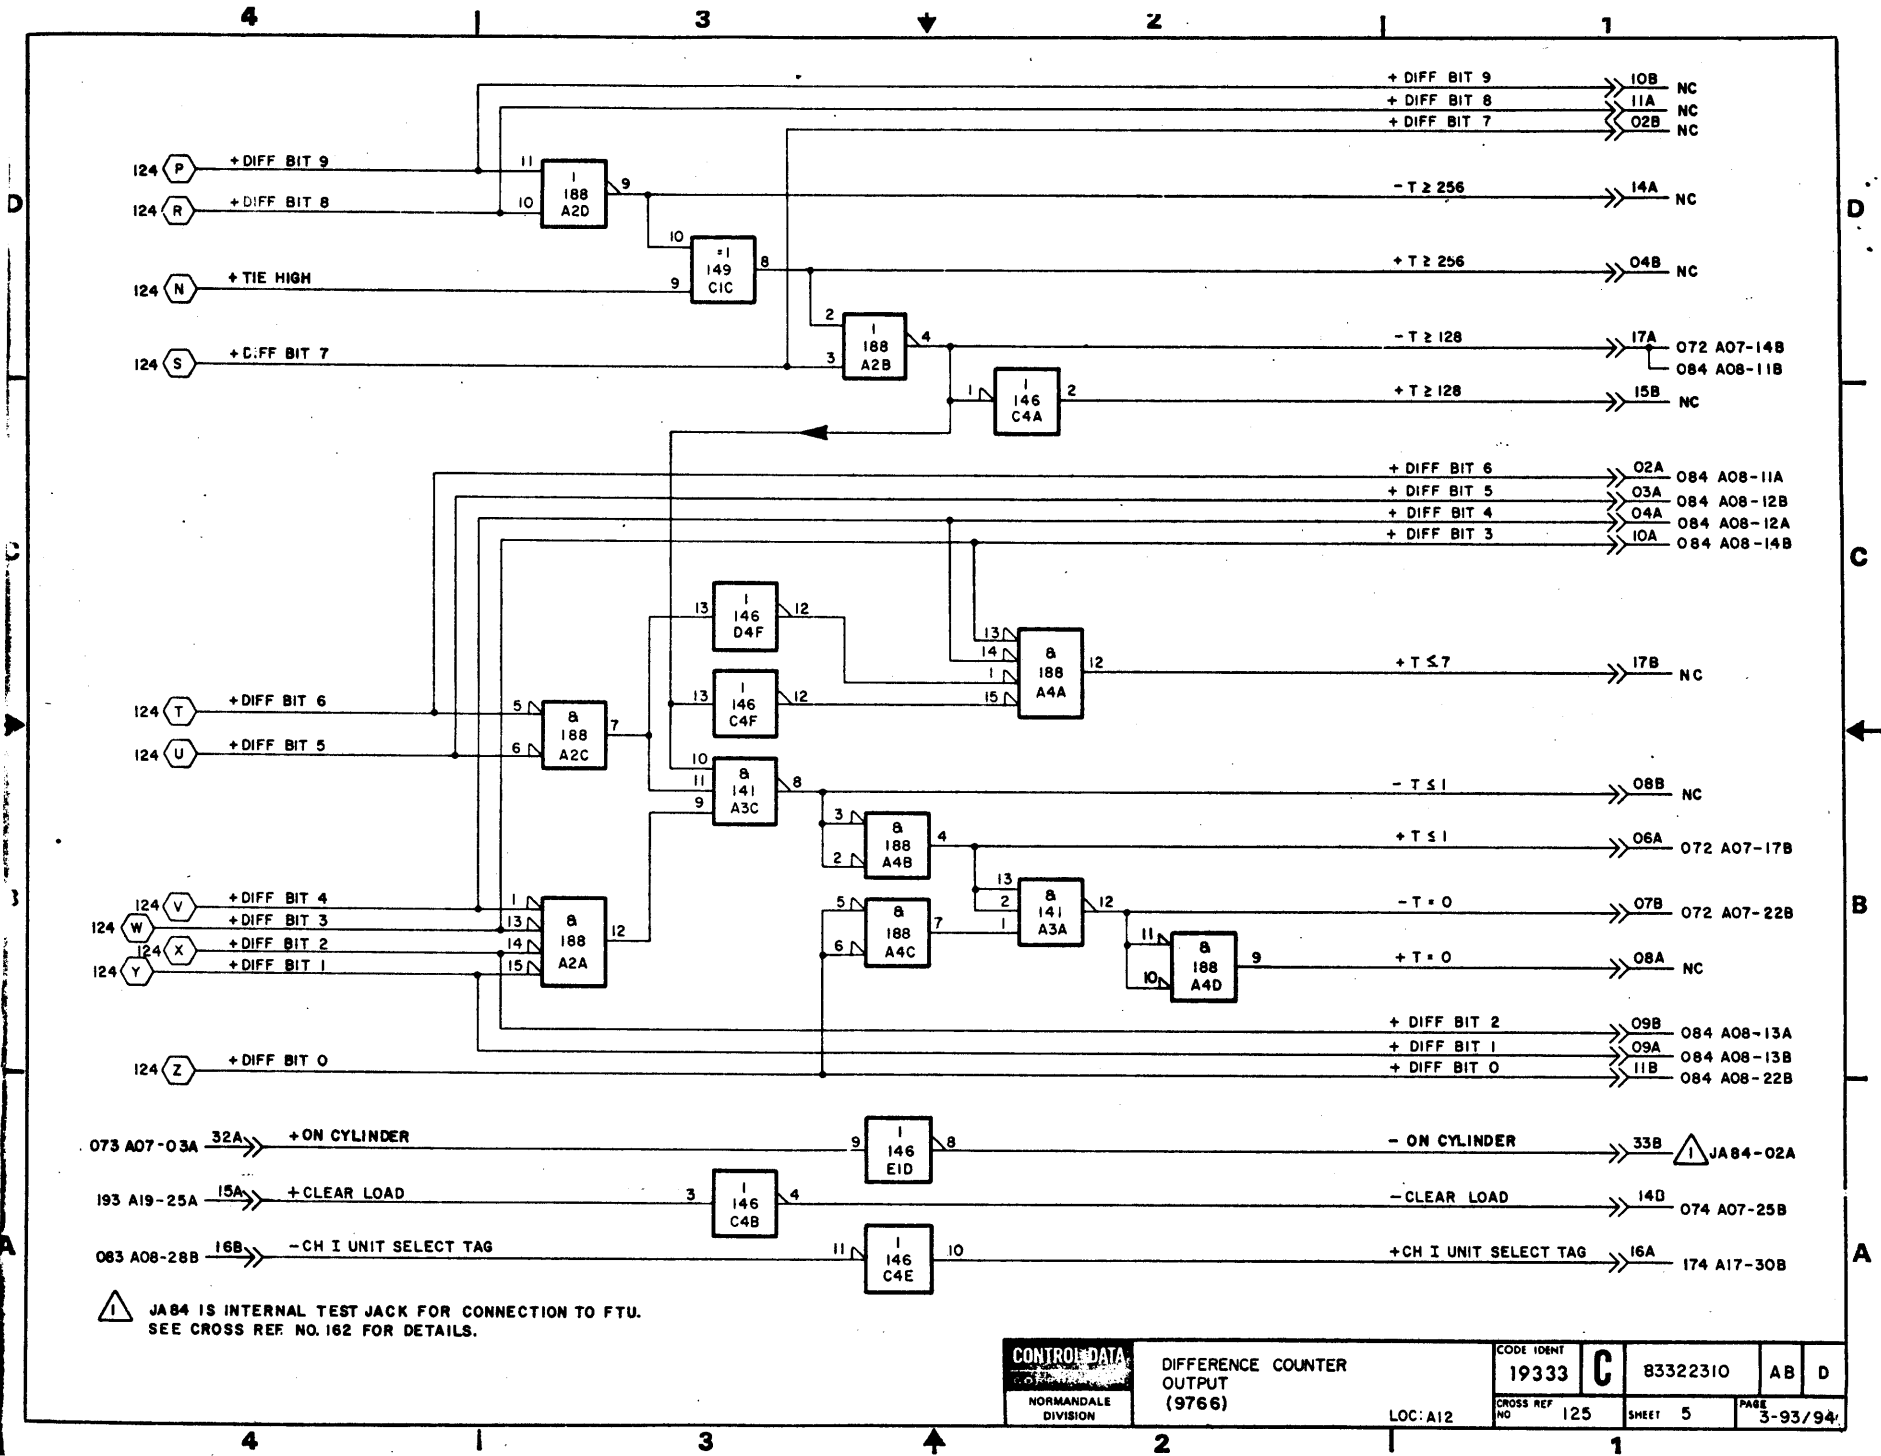 4 3 2 1
+ DIFF BIT 9 10B NC
+ DIFF BIT 8 11A NC
+ DIFF BIT 7 02B NC
124 P +DIFF BIT 9 11
1 188 A2D 9
- T ≥ 256 14A NC
D D
124 R +DIFF BIT 8 10
10 =1 149 C1C 8
+ T ≥ 256 04B NC
124 N + TIE HIGH 9
2 1 188 A2B 4
- T ≥ 128 17A 072 A07-14B
084 A08-11B
124 S +DIFF BIT 7 3
1 1 146 C4A 2
+ T ≥ 128 15B NC
+ DIFF BIT 6 02A 084 A08-11A
+ DIFF BIT 5 03A 084 A08-12B
+ DIFF BIT 4 04A 084 A08-12A
+ DIFF BIT 3 10A 084 A08-14B
C C
13 1 146 D4F 12
13 14 1 15 & 188 A4A 12
+ T ≤ 7 17B NC
13 1 146 C4F 12
124 T +DIFF BIT 6 5
& 188 A2C 7
124 U +DIFF BIT 5 6
10 11 9 & 141 A3C 8
- T ≤ 1 08B NC
3 2 & 188 A4B 4
+ T ≤ 1 06A 072 A07-17B
13 2 1 & 141 A3A 12
- T = 0 07B 072 A07-22B
B
5 6 & 188 A4C 7
124 V +DIFF BIT 4 1
124 W +DIFF BIT 3 13
124 X +DIFF BIT 2 14
124 Y +DIFF BIT 1 15
& 188 A2A 12
11 10 & 188 A4D 9
+ T = 0 08A NC
+ DIFF BIT 2 09B 084 A08-13A
+ DIFF BIT 1 09A 084 A08-13B
124 Z +DIFF BIT 0
+ DIFF BIT 0 11B 084 A08-22B
073 A07-03A 32A +ON CYLINDER 9 1 146 E1D 8 - ON CYLINDER 33B 1 JA84-02A
193 A19-25A 15A +CLEAR LOAD 3 1 146 C4B 4 -CLEAR LOAD 14B 074 A07-25B
083 A08-28B 16B -CH I UNIT SELECT TAG 11 1 146 C4E 10 +CH I UNIT SELECT TAG 16A 174 A17-30B
A A
1 JA84 IS INTERNAL TEST JACK FOR CONNECTION TO FTU.
SEE CROSS REF. NO. 162 FOR DETAILS.
CONTROL DATA
NORMANDALE
DIVISION
DIFFERENCE COUNTER
OUTPUT
(9766)
LOC: A12
CODE IDENT
19333 C 83322310 AB D
CROSS REF
NO 125 SHEET 5 PAGE 3-93/94
4 3 2 1